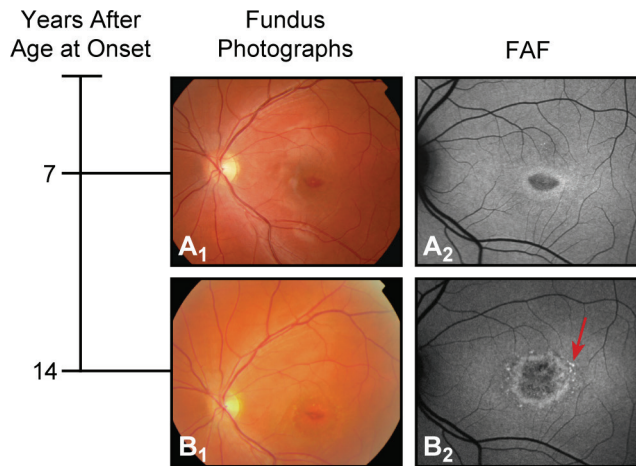 Years After
Age at Onset
Fundus
Photographs
FAF
7
A1
A2
14
B1
B2